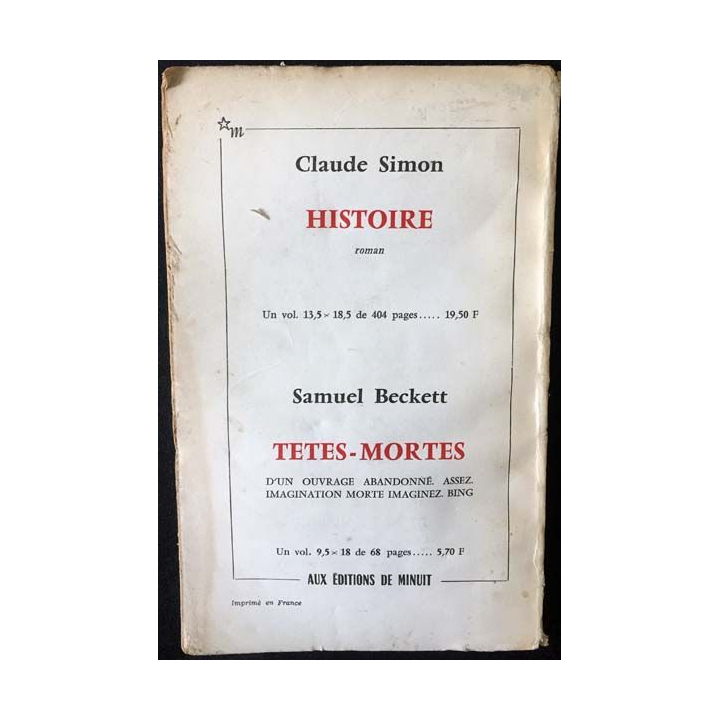 m
Claude Simon
HISTOIRE
roman
Un vol. 13,5 × 18,5 de 404 pages..... 19,50 F
Samuel Beckett
TETES-MORTES
D'UN OUVRAGE ABANDONNÉ. ASSEZ.
IMAGINATION MORTE IMAGINEZ. BING
Un vol. 9,5 × 18 de 68 pages..... 5,70 F
AUX ÉDITIONS DE MINUIT
Imprimé en France